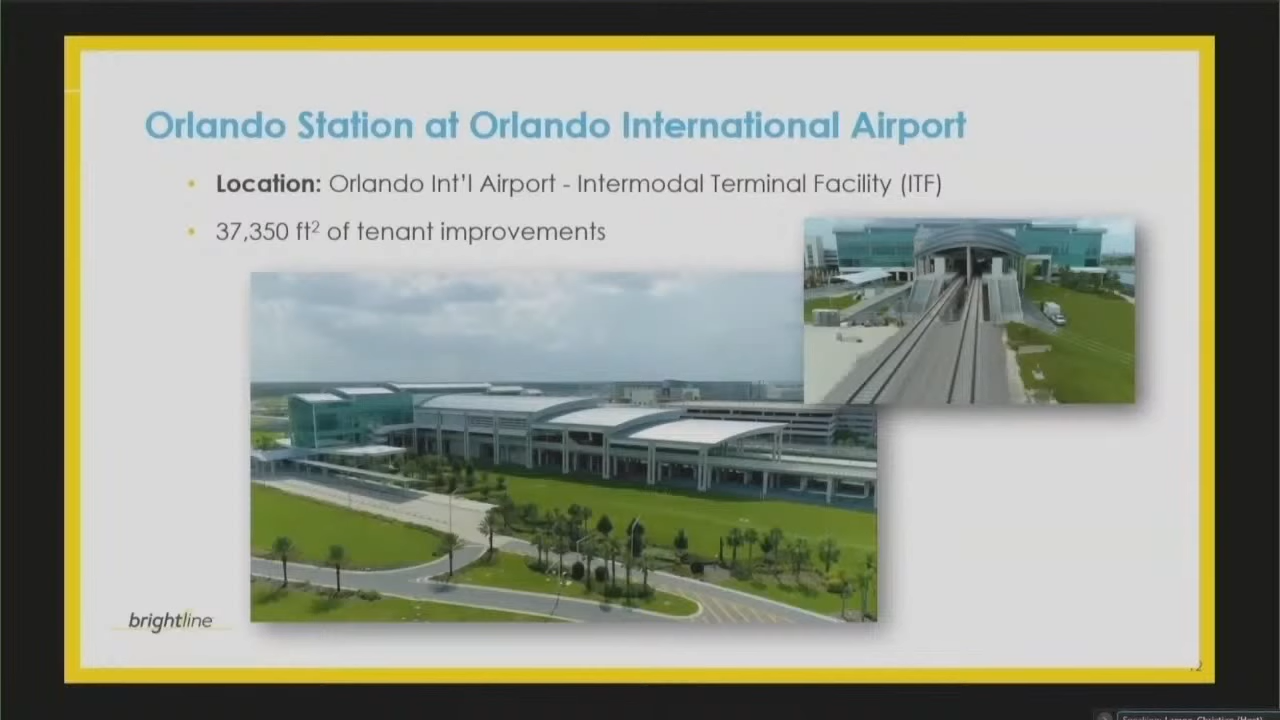 Orlando Station at Orlando International Airport
• Location: Orlando Int'l Airport - Intermodal Terminal Facility (ITF)
• 37,350 ft² of tenant improvements
brightline